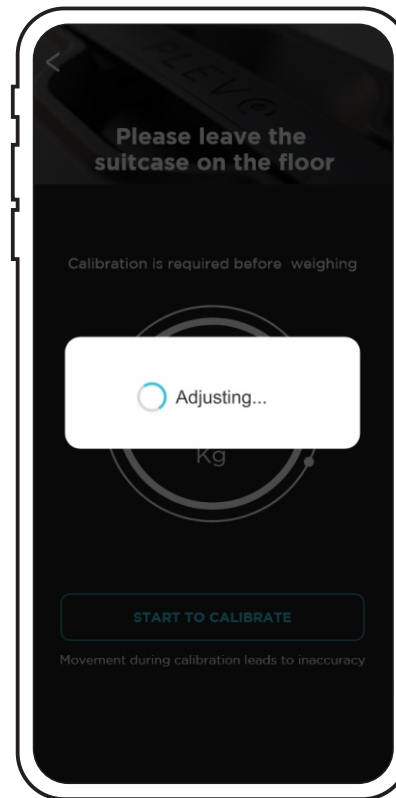 PLEVO
Please leave the
suitcase on the floor
Calibration is required before weighing
Adjusting...
Kg
START TO CALIBRATE
Movement during calibration leads to inaccuracy